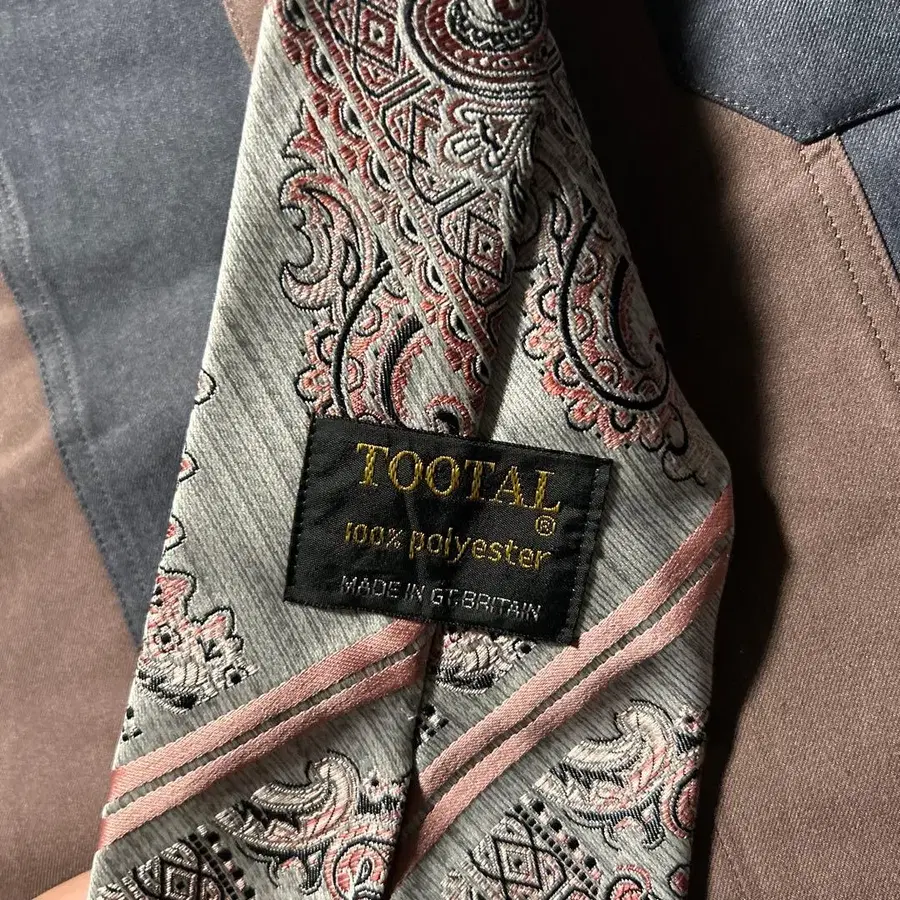 TOOTAL
®
100% polyester
MADE IN GT. BRITAIN